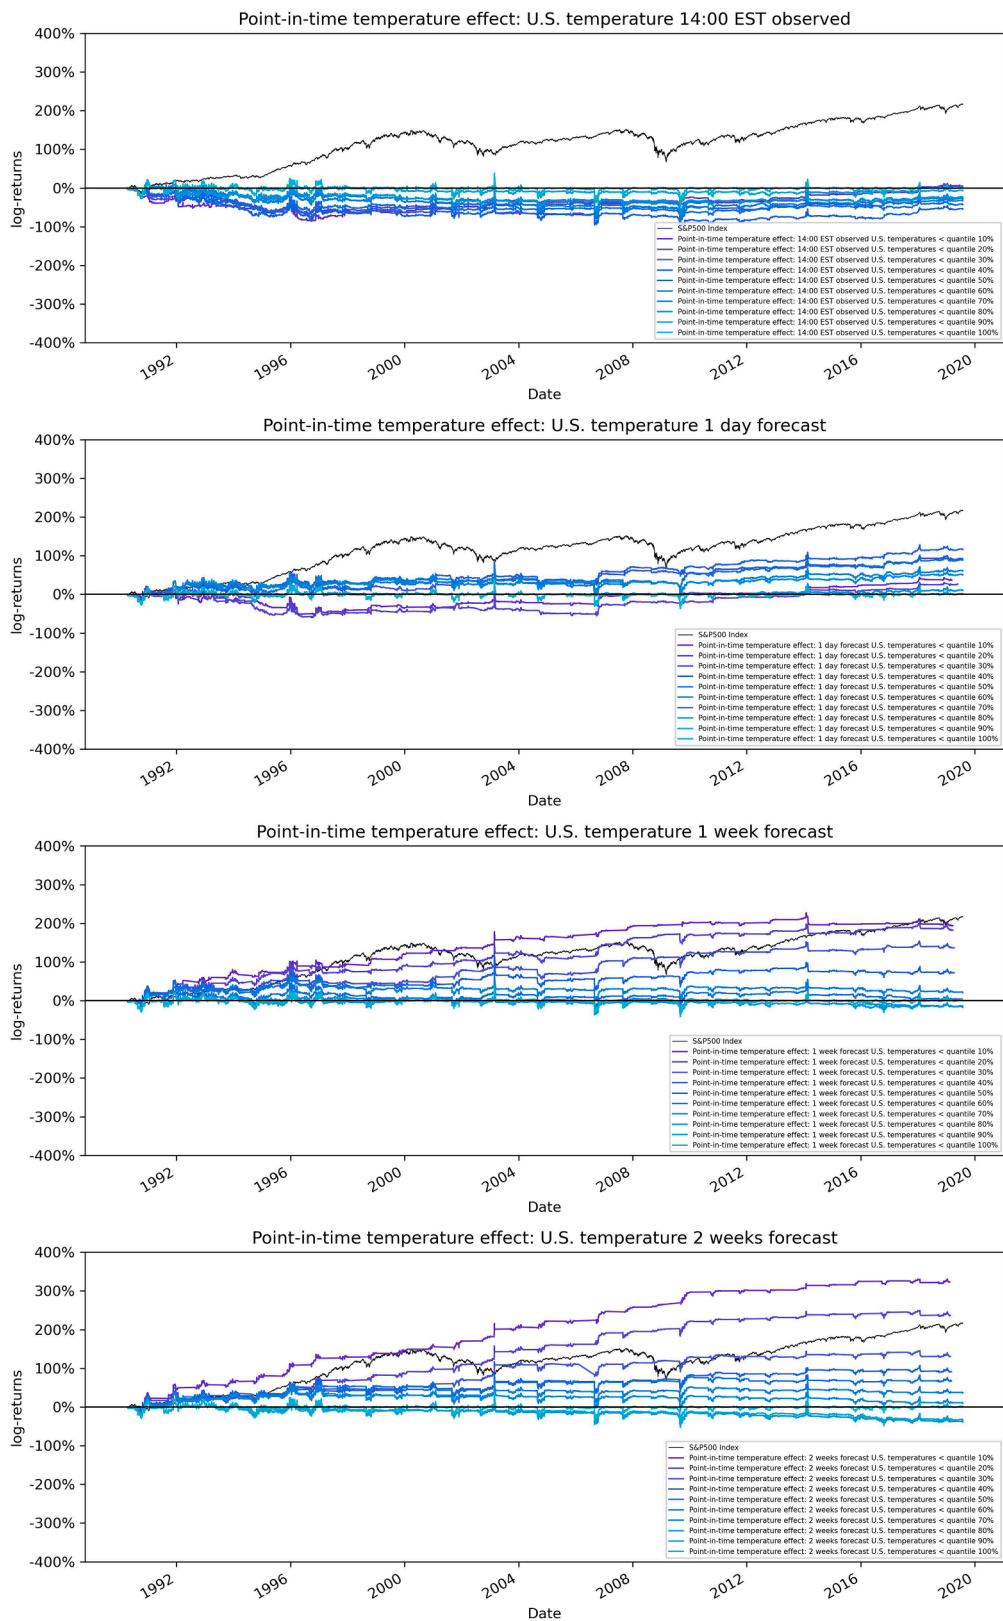 Point-in-time temperature effect: U.S. temperature 14:00 EST observed
400%
300%
200%
100%
0%
-100%
-200%
-300%
-400%
log-returns
S&P500 Index
Point-in-time temperature effect: 14:00 EST observed U.S. temperatures < quantile 10%
Point-in-time temperature effect: 14:00 EST observed U.S. temperatures < quantile 20%
Point-in-time temperature effect: 14:00 EST observed U.S. temperatures < quantile 30%
Point-in-time temperature effect: 14:00 EST observed U.S. temperatures < quantile 40%
Point-in-time temperature effect: 14:00 EST observed U.S. temperatures < quantile 50%
Point-in-time temperature effect: 14:00 EST observed U.S. temperatures < quantile 60%
Point-in-time temperature effect: 14:00 EST observed U.S. temperatures < quantile 70%
Point-in-time temperature effect: 14:00 EST observed U.S. temperatures < quantile 80%
Point-in-time temperature effect: 14:00 EST observed U.S. temperatures < quantile 90%
Point-in-time temperature effect: 14:00 EST observed U.S. temperatures < quantile 100%
1992 1996 2000 2004 2008 2012 2016 2020
Date
Point-in-time temperature effect: U.S. temperature 1 day forecast
400%
300%
200%
100%
0%
-100%
-200%
-300%
-400%
log-returns
S&P500 Index
Point-in-time temperature effect: 1 day forecast U.S. temperatures < quantile 10%
Point-in-time temperature effect: 1 day forecast U.S. temperatures < quantile 20%
Point-in-time temperature effect: 1 day forecast U.S. temperatures < quantile 30%
Point-in-time temperature effect: 1 day forecast U.S. temperatures < quantile 40%
Point-in-time temperature effect: 1 day forecast U.S. temperatures < quantile 50%
Point-in-time temperature effect: 1 day forecast U.S. temperatures < quantile 60%
Point-in-time temperature effect: 1 day forecast U.S. temperatures < quantile 70%
Point-in-time temperature effect: 1 day forecast U.S. temperatures < quantile 80%
Point-in-time temperature effect: 1 day forecast U.S. temperatures < quantile 90%
Point-in-time temperature effect: 1 day forecast U.S. temperatures < quantile 100%
1992 1996 2000 2004 2008 2012 2016 2020
Date
Point-in-time temperature effect: U.S. temperature 1 week forecast
400%
300%
200%
100%
0%
-100%
-200%
-300%
-400%
log-returns
S&P500 Index
Point-in-time temperature effect: 1 week forecast U.S. temperatures < quantile 10%
Point-in-time temperature effect: 1 week forecast U.S. temperatures < quantile 20%
Point-in-time temperature effect: 1 week forecast U.S. temperatures < quantile 30%
Point-in-time temperature effect: 1 week forecast U.S. temperatures < quantile 40%
Point-in-time temperature effect: 1 week forecast U.S. temperatures < quantile 50%
Point-in-time temperature effect: 1 week forecast U.S. temperatures < quantile 60%
Point-in-time temperature effect: 1 week forecast U.S. temperatures < quantile 70%
Point-in-time temperature effect: 1 week forecast U.S. temperatures < quantile 80%
Point-in-time temperature effect: 1 week forecast U.S. temperatures < quantile 90%
Point-in-time temperature effect: 1 week forecast U.S. temperatures < quantile 100%
1992 1996 2000 2004 2008 2012 2016 2020
Date
Point-in-time temperature effect: U.S. temperature 2 weeks forecast
400%
300%
200%
100%
0%
-100%
-200%
-300%
-400%
log-returns
S&P500 Index
Point-in-time temperature effect: 2 weeks forecast U.S. temperatures < quantile 10%
Point-in-time temperature effect: 2 weeks forecast U.S. temperatures < quantile 20%
Point-in-time temperature effect: 2 weeks forecast U.S. temperatures < quantile 30%
Point-in-time temperature effect: 2 weeks forecast U.S. temperatures < quantile 40%
Point-in-time temperature effect: 2 weeks forecast U.S. temperatures < quantile 50%
Point-in-time temperature effect: 2 weeks forecast U.S. temperatures < quantile 60%
Point-in-time temperature effect: 2 weeks forecast U.S. temperatures < quantile 70%
Point-in-time temperature effect: 2 weeks forecast U.S. temperatures < quantile 80%
Point-in-time temperature effect: 2 weeks forecast U.S. temperatures < quantile 90%
Point-in-time temperature effect: 2 weeks forecast U.S. temperatures < quantile 100%
1992 1996 2000 2004 2008 2012 2016 2020
Date